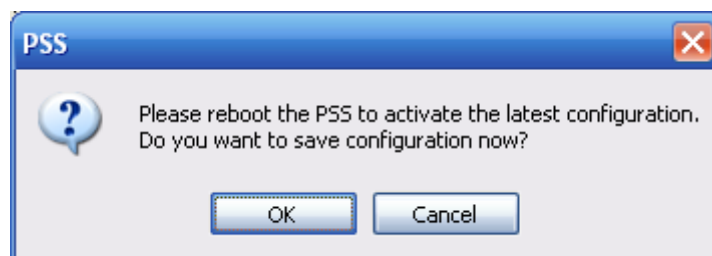 PSS
Please reboot the PSS to activate the latest configuration.
Do you want to save configuration now?
OK
Cancel